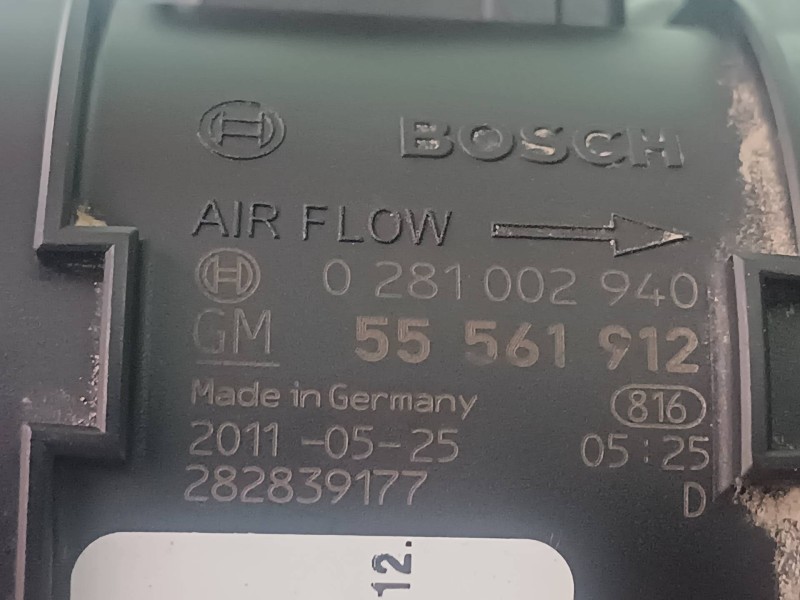 BOSCH
AIR FLOW
0 281 002 940
GM 55 561 912
Made in Germany 816
2011-05-25 05:25
282839177 D
12.